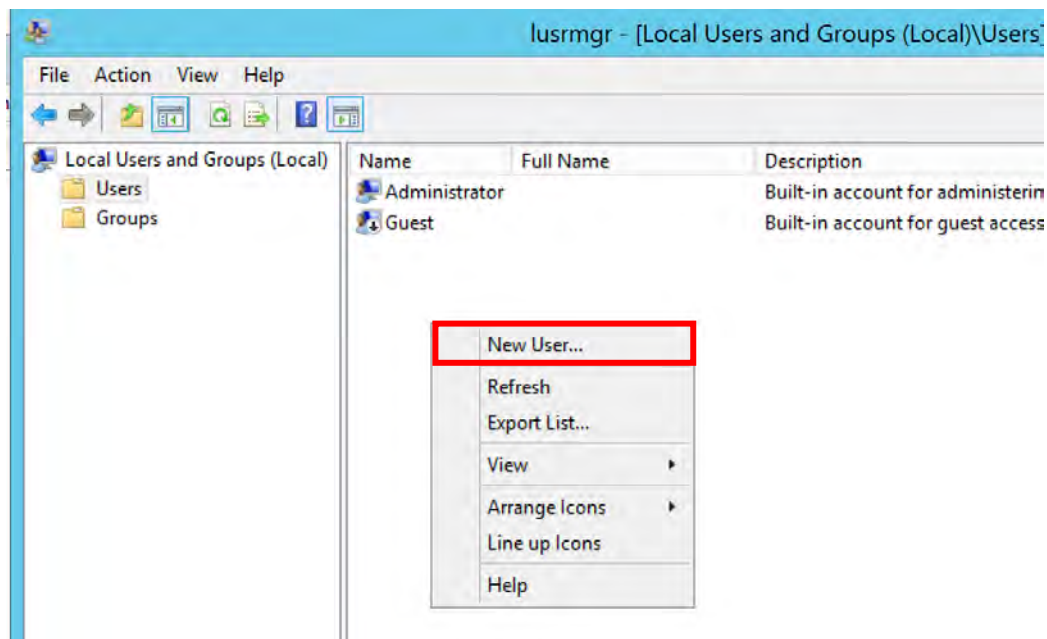 lusrmgr - [Local Users and Groups (Local)\Users]
File Action View Help
Local Users and Groups (Local)
Users
Groups
Name Full Name Description
Administrator Built-in account for administerin
Guest Built-in account for guest access
New User...
Refresh
Export List...
View
Arrange Icons
Line up Icons
Help